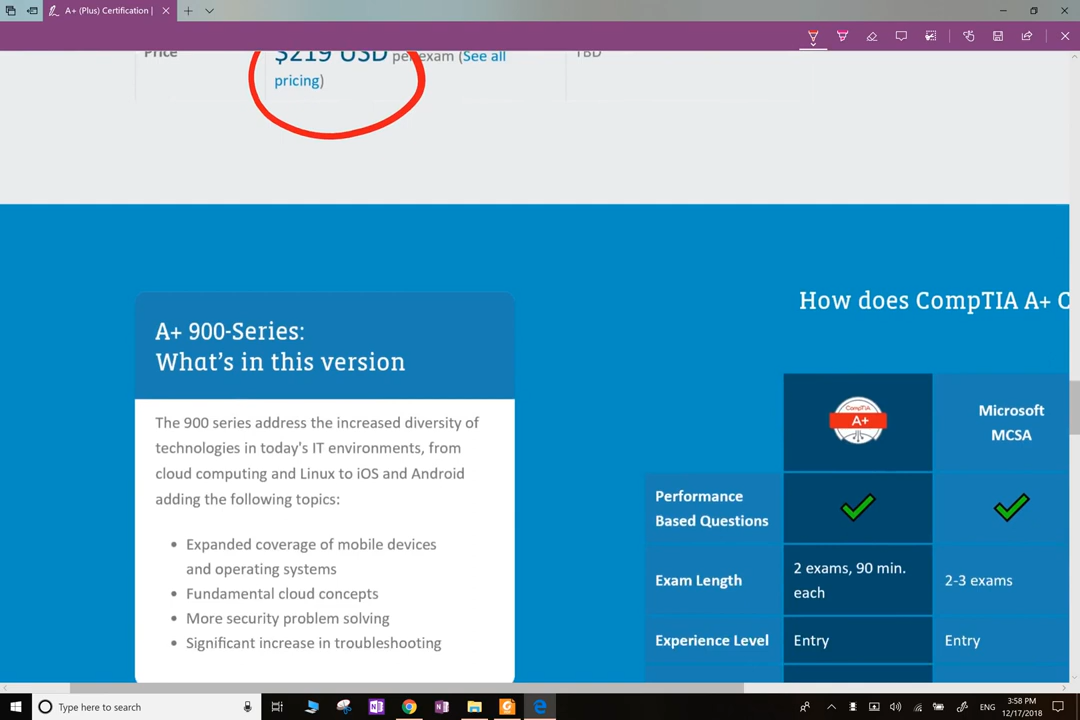 A+ (Plus) Certification |
Price
$219 USD per exam (See all
pricing)
TBD
A+ 900-Series:
What's in this version
The 900 series address the increased diversity of
technologies in today's IT environments, from
cloud computing and Linux to iOS and Android
adding the following topics:
• Expanded coverage of mobile devices
and operating systems
• Fundamental cloud concepts
• More security problem solving
• Significant increase in troubleshooting
How does CompTIA A+ C
CompTIA
A+
Microsoft
MCSA
Performance
Based Questions
Exam Length
2 exams, 90 min.
each
2-3 exams
Experience Level
Entry
Entry
Type here to search
ENG
3:58 PM
12/17/2018